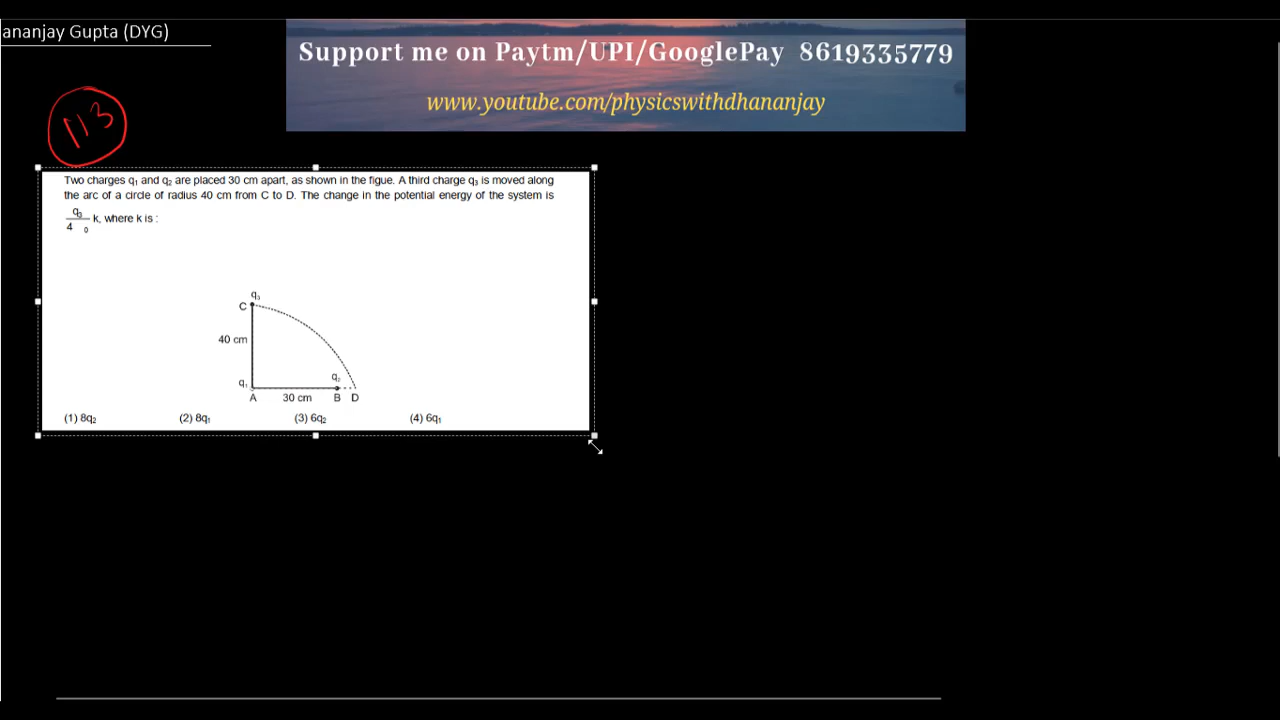 ananjay Gupta (DYG)
Support me on Paytm/UPI/GooglePay 8619335779
www.youtube.com/physicswithdhananjay
113
Two charges q₁ and q₂ are placed 30 cm apart, as shown in the figue. A third charge q₃ is moved along
the arc of a circle of radius 40 cm from C to D. The change in the potential energy of the system is
q₃
k, where k is :
4 0
q₃
C
40 cm
q₁
q₂
A 30 cm B D
(1) 8q₂ (2) 8q₁ (3) 6q₂ (4) 6q₁